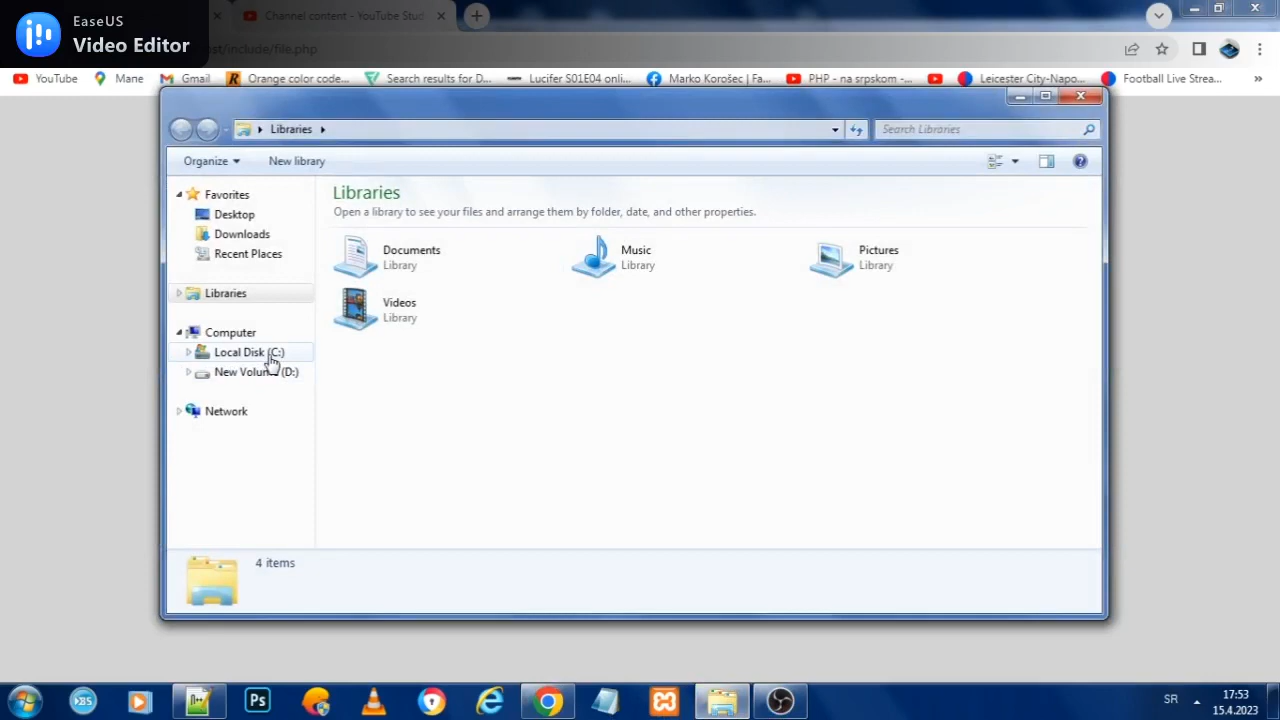 EaseUS
Video Editor
Channel content - YouTube Stud
/include/file.php
YouTube
Mane
Gmail
Orange color code...
Search results for D...
Lucifer S01E04 onli...
Marko Korošec | Fa...
PHP - na srpskom -...
Leicester City-Napo...
Football Live Strea...
Libraries
Search Libraries
Organize
New library
Favorites
Desktop
Downloads
Recent Places
Libraries
Computer
Local Disk (C:)
New Volume (D:)
Network
Libraries
Open a library to see your files and arrange them by folder, date, and other properties.
Documents
Library
Music
Library
Pictures
Library
Videos
Library
4 items
Ps
SR
17:53
15.4.2023